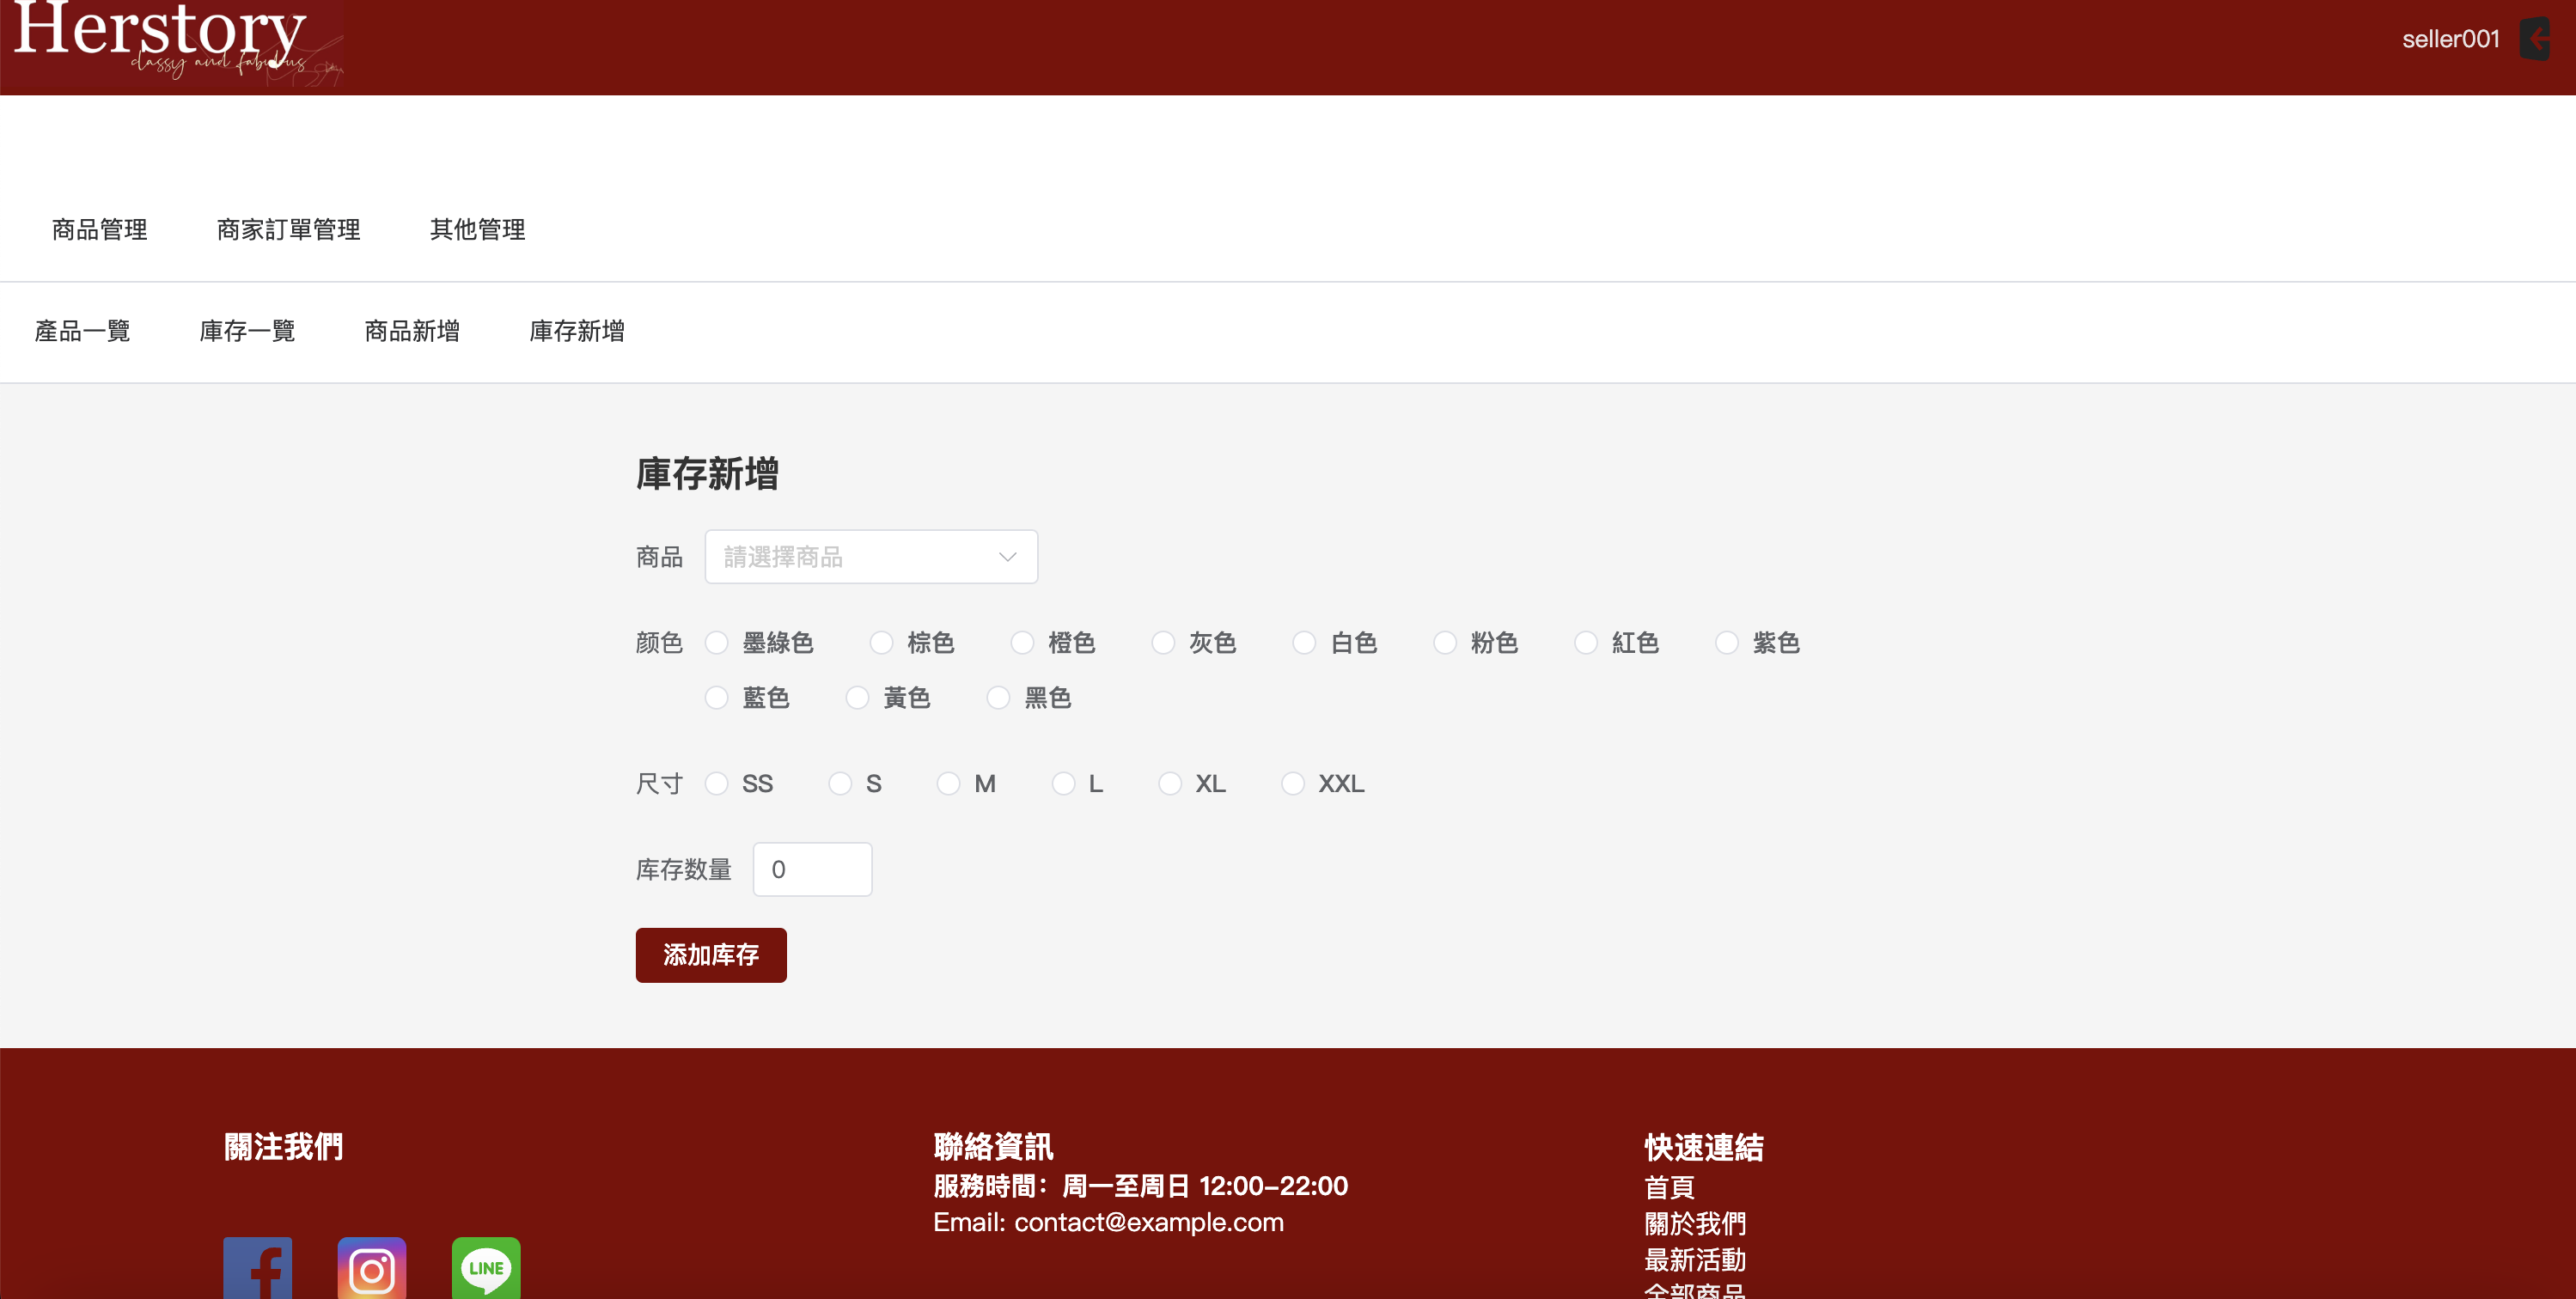 Herstory
classy and fabulous
seller001
商品管理 商家訂單管理 其他管理
產品一覽 庫存一覽 商品新增 庫存新增
庫存新增
商品 請選擇商品
颜色 墨綠色 棕色 橙色 灰色 白色 粉色 紅色 紫色
藍色 黃色 黑色
尺寸 SS S M L XL XXL
库存数量 0
添加库存
關注我們
LINE
聯絡資訊
服務時間：周一至周日 12:00-22:00
Email: contact@example.com
快速連結
首頁
關於我們
最新活動
全部商品